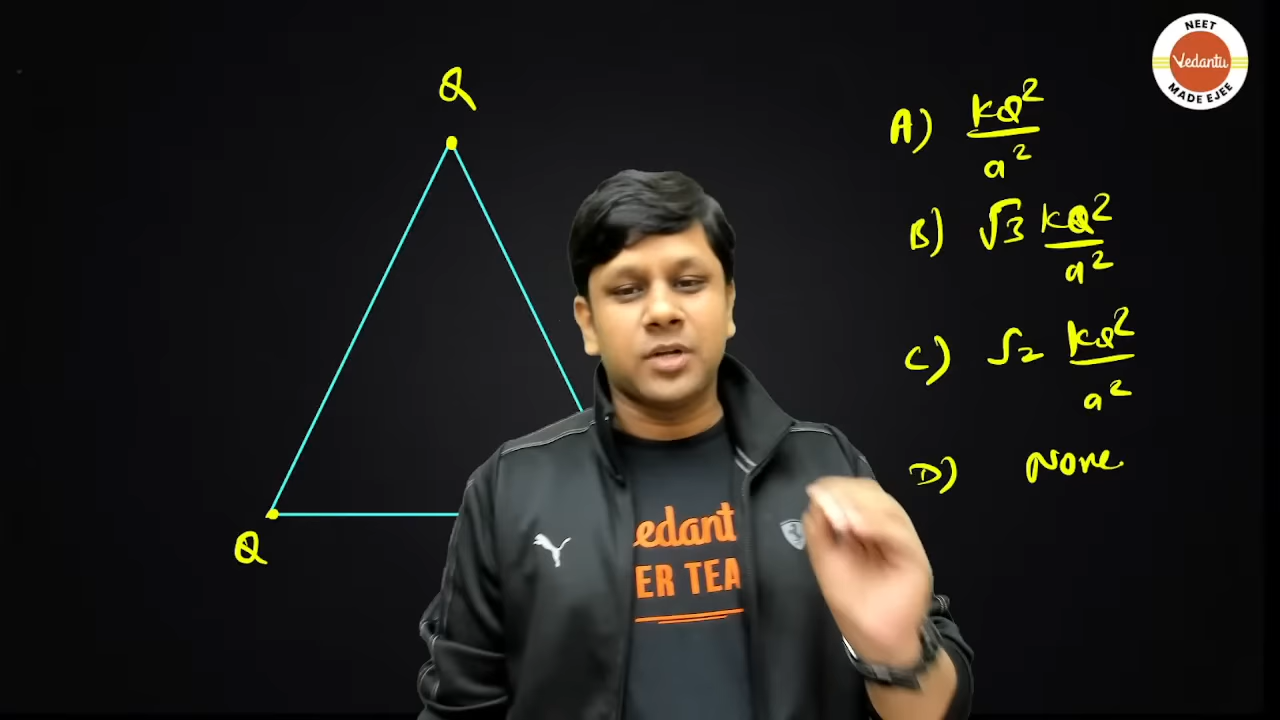 Q
Q
A) kQ²/a²
B) √3 kQ²/a²
C) √2 kQ²/a²
D) None
NEET
Vedantu
MADE EJEE
edant
ER TEA